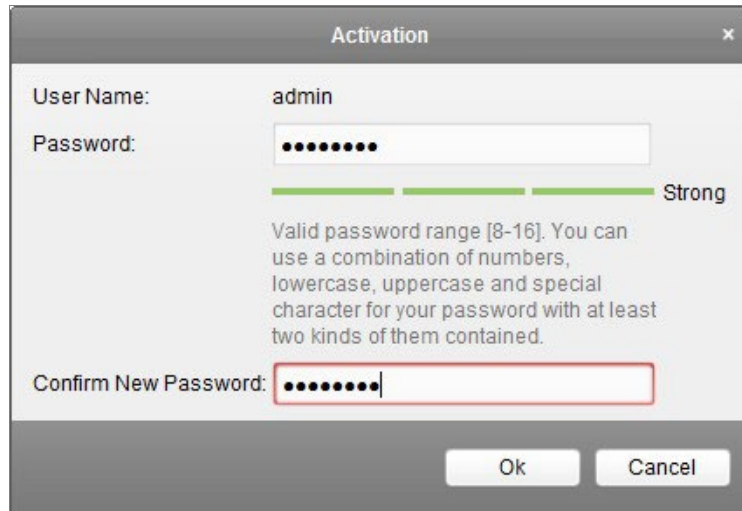 Activation ×
User Name: admin
Password: ●●●●●●●●
Strong
Valid password range [8-16]. You can
use a combination of numbers,
lowercase, uppercase and special
character for your password with at least
two kinds of them contained.
Confirm New Password: ●●●●●●●●
Ok Cancel